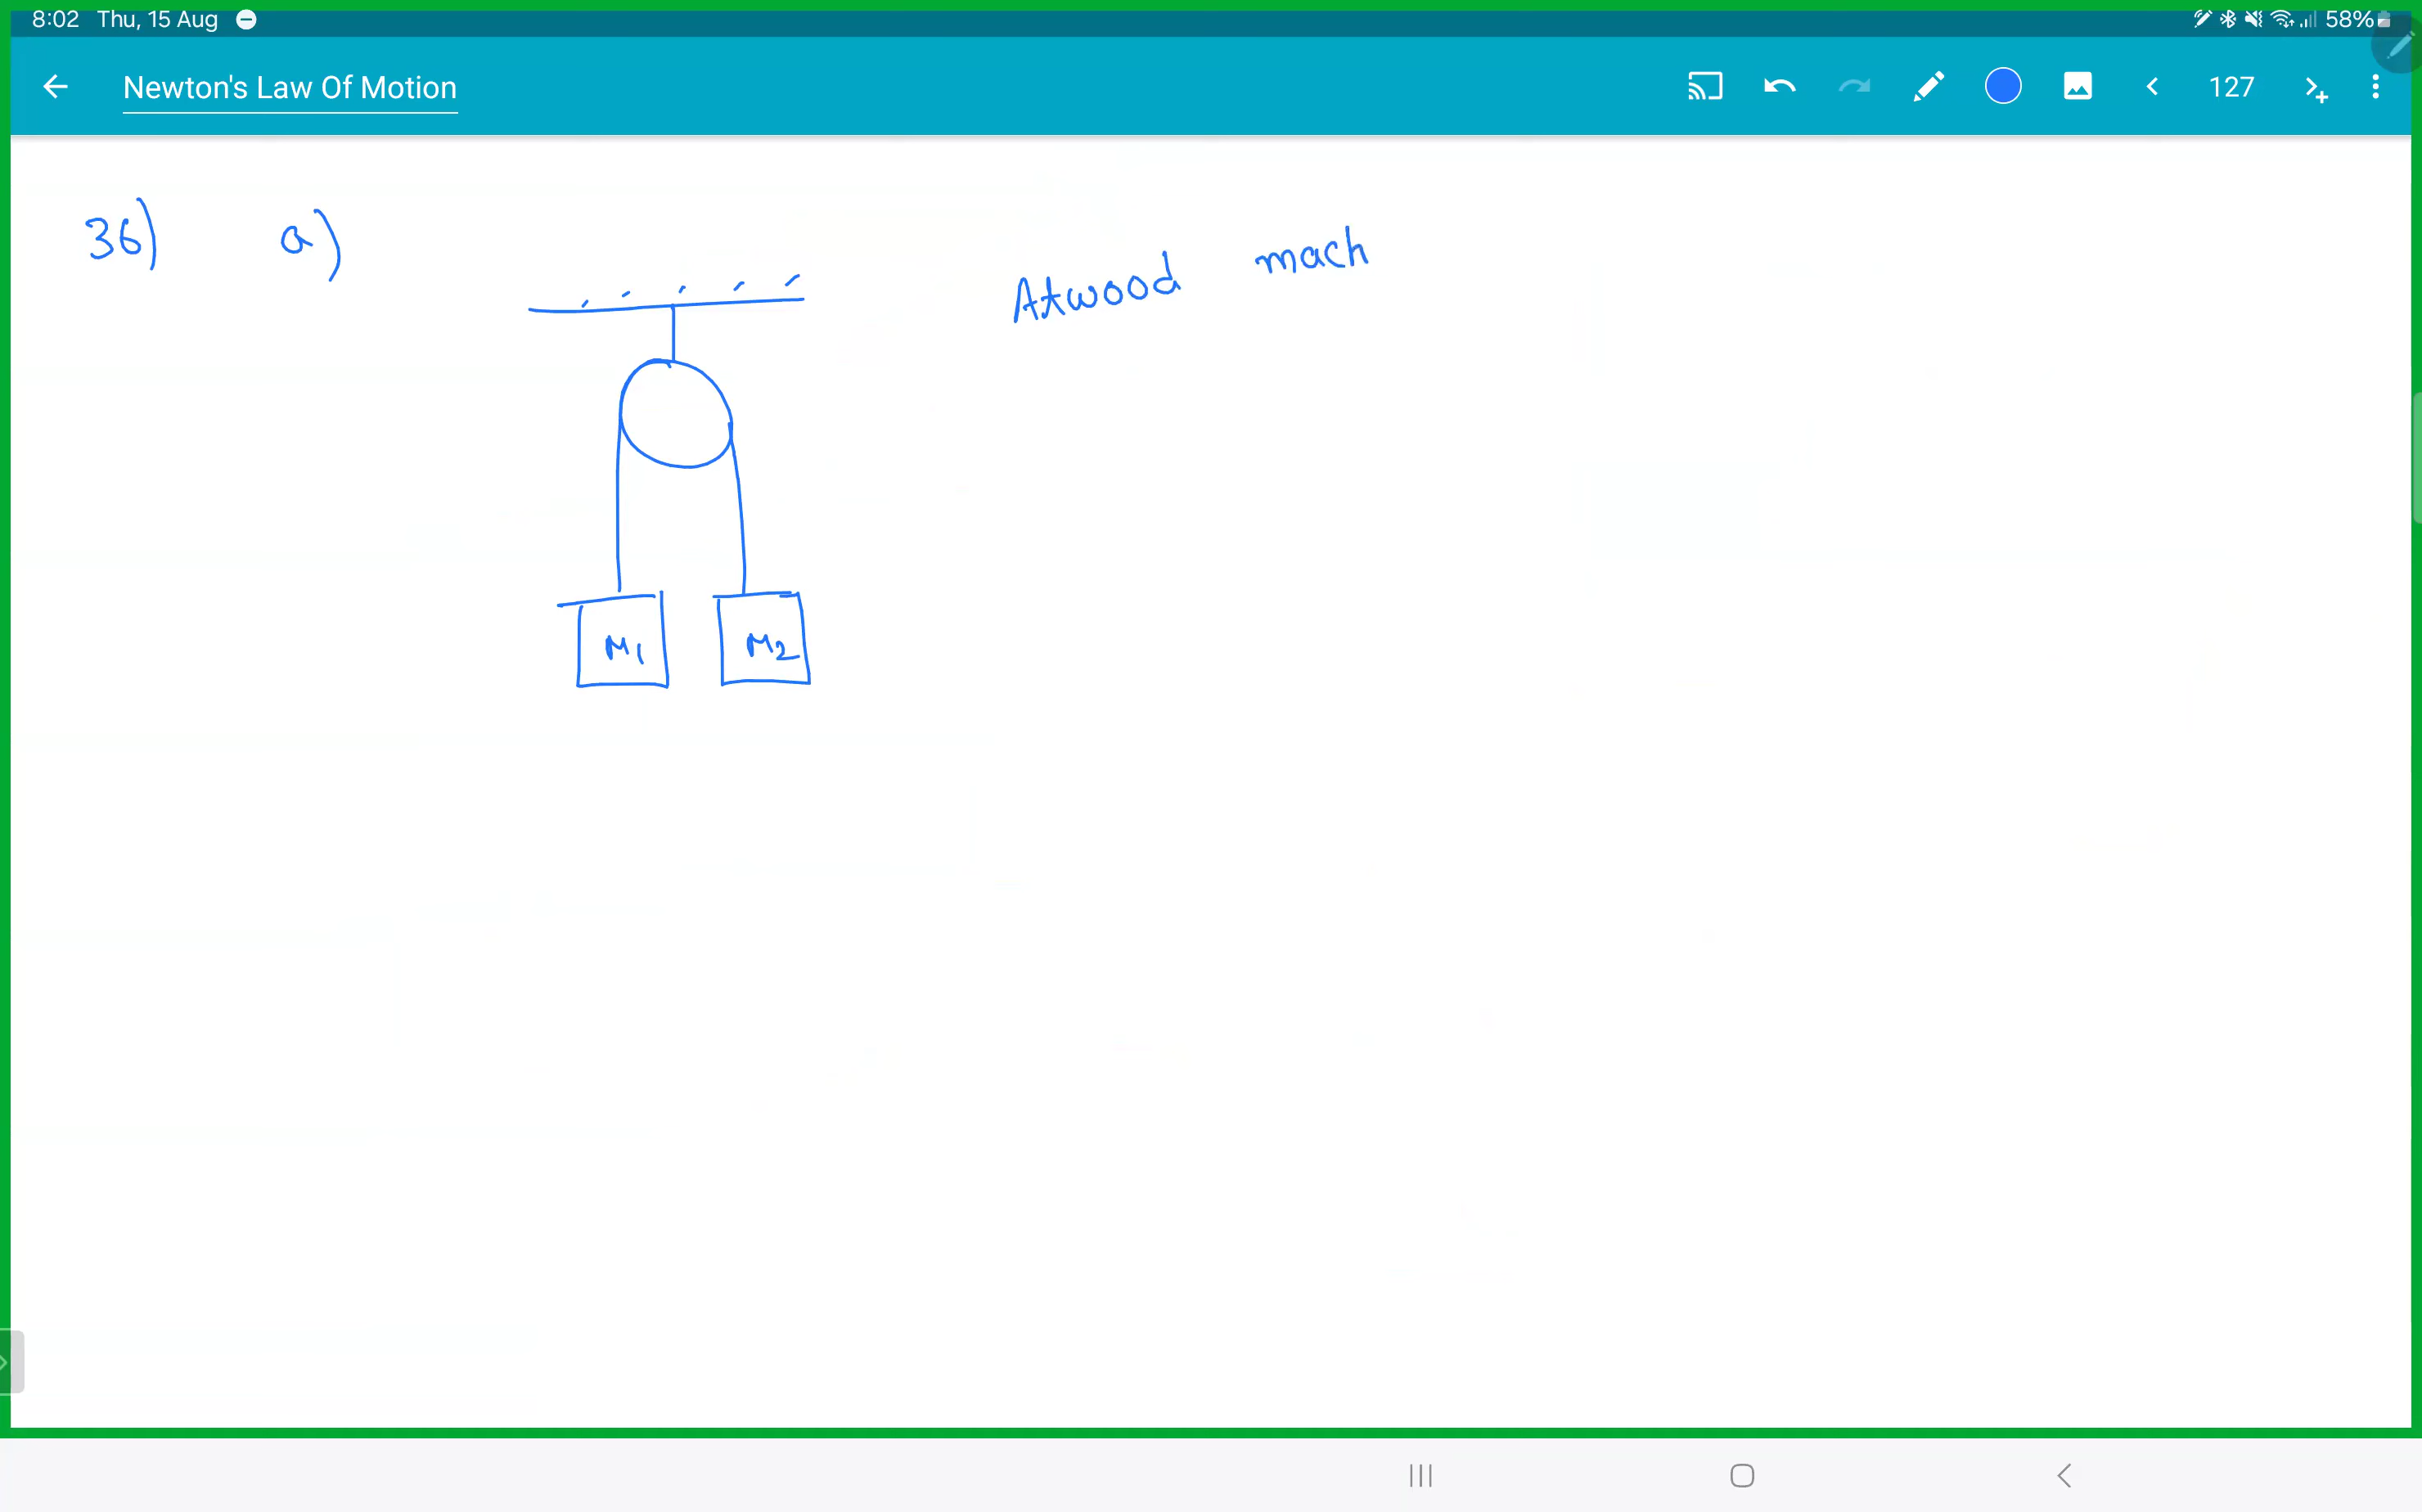 8:02 Thu, 15 Aug 58%
Newton's Law Of Motion 127
36) a)
Atwood mach
M1 M2